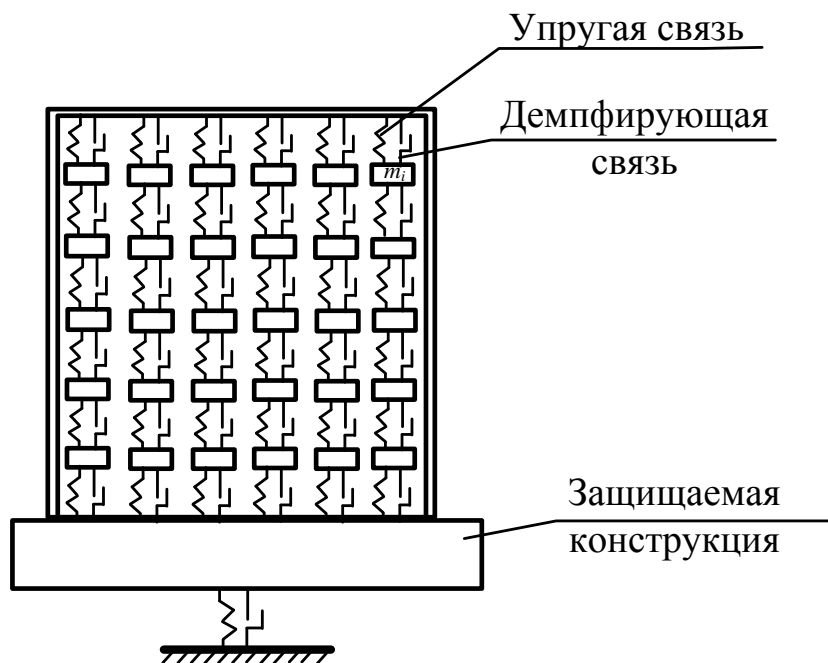 Упругая связь
Демпфирующая
связь
m_i
Защищаемая
конструкция